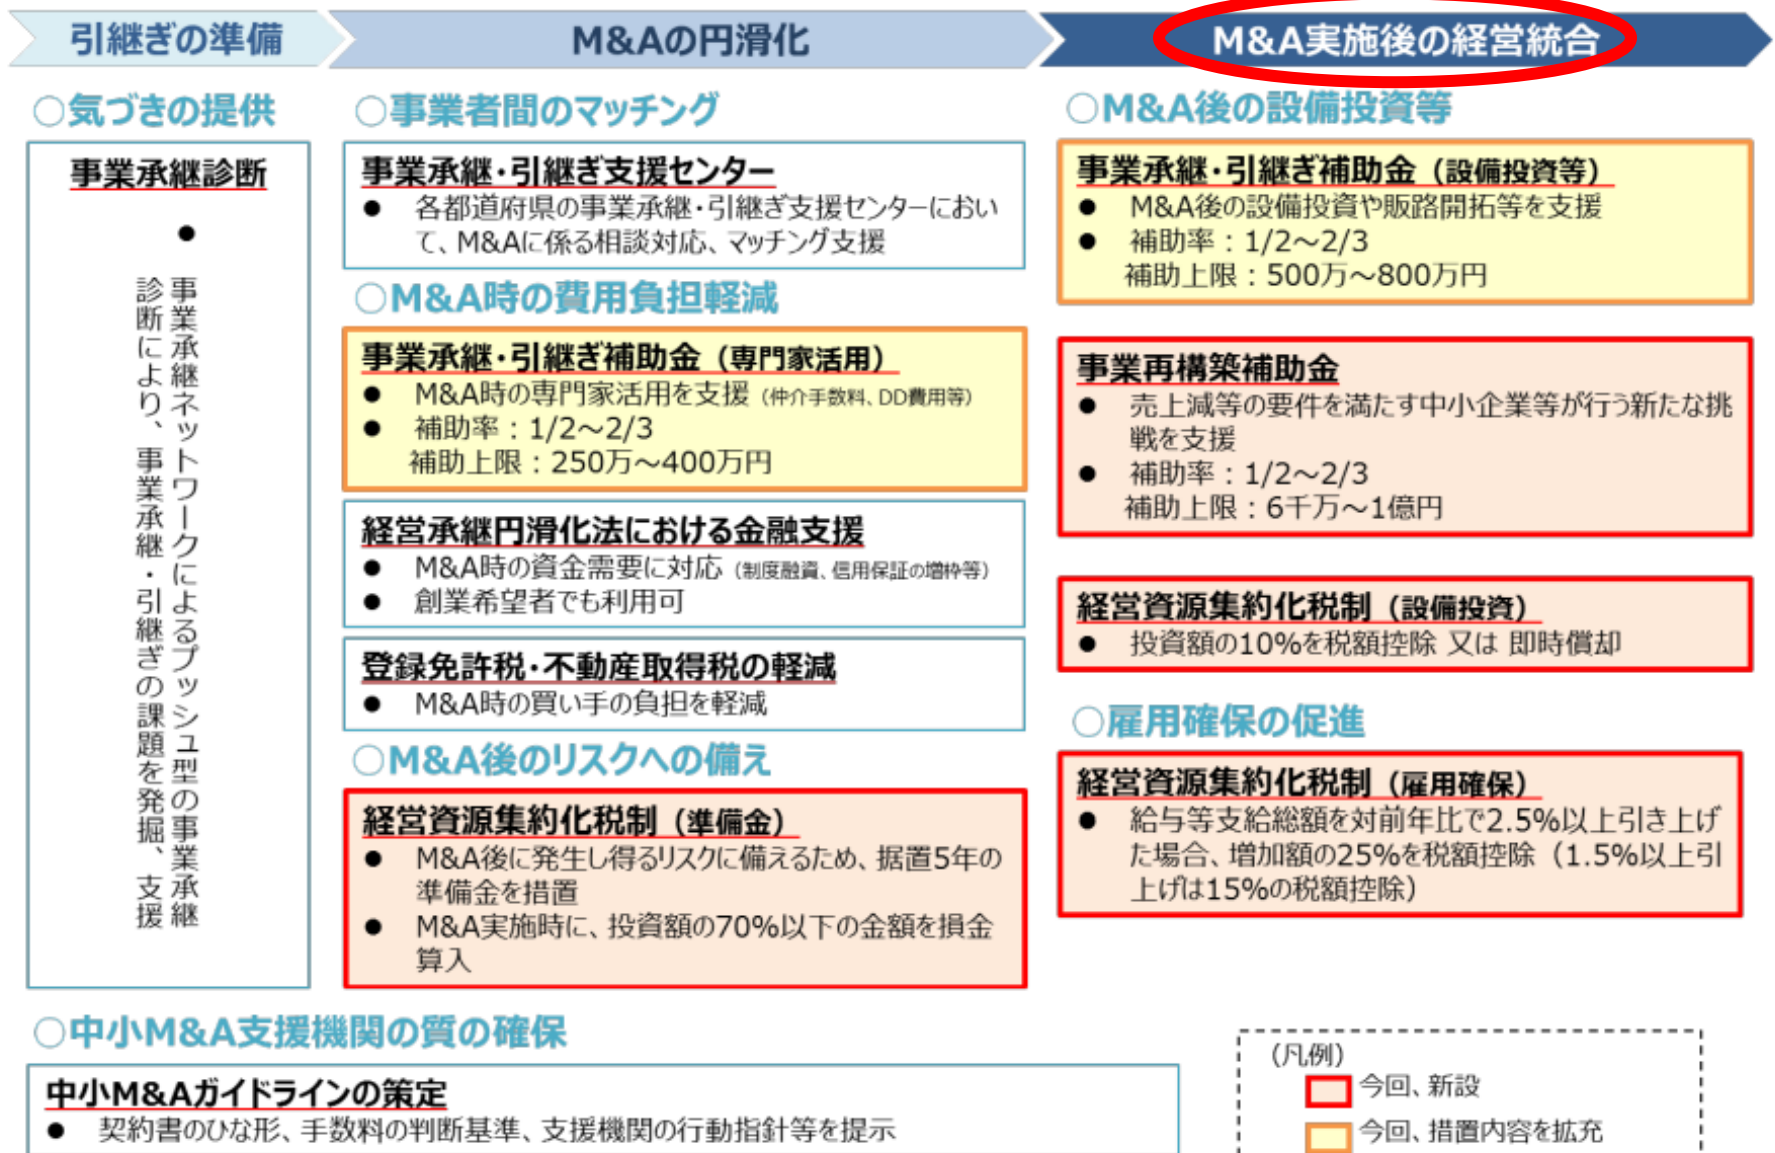 引継ぎの準備
M&Aの円滑化
M&A実施後の経営統合
○気づきの提供
事業承継診断
● 事業承継ネットワークによるプッシュ型の事業承継
診断により、事業承継・引継ぎの課題を発掘、支援
○事業者間のマッチング
事業承継・引継ぎ支援センター
● 各都道府県の事業承継・引継ぎ支援センターにおい
て、M&Aに係る相談対応、マッチング支援
○M&A時の費用負担軽減
事業承継・引継ぎ補助金（専門家活用）
● M&A時の専門家活用を支援（仲介手数料、DD費用等）
● 補助率：1/2～2/3
補助上限：250万～400万円
経営承継円滑化法における金融支援
● M&A時の資金需要に対応（制度融資、信用保証の増枠等）
● 創業希望者でも利用可
登録免許税・不動産取得税の軽減
● M&A時の買い手の負担を軽減
○M&A後のリスクへの備え
経営資源集約化税制（準備金）
● M&A後に発生し得るリスクに備えるため、据置5年の
準備金を措置
● M&A実施時に、投資額の70%以下の金額を損金
算入
○M&A後の設備投資等
事業承継・引継ぎ補助金（設備投資等）
● M&A後の設備投資や販路開拓等を支援
● 補助率：1/2～2/3
補助上限：500万～800万円
事業再構築補助金
● 売上減等の要件を満たす中小企業等が行う新たな挑
戦を支援
● 補助率：1/2～2/3
補助上限：6千万～1億円
経営資源集約化税制（設備投資）
● 投資額の10%を税額控除 又は 即時償却
○雇用確保の促進
経営資源集約化税制（雇用確保）
● 給与等支給総額を対前年比で2.5%以上引き上げ
た場合、増加額の25%を税額控除（1.5%以上引
上げは15%の税額控除）
○中小M&A支援機関の質の確保
中小M&Aガイドラインの策定
● 契約書のひな形、手数料の判断基準、支援機関の行動指針等を提示
（凡例）
今回、新設
今回、措置内容を拡充